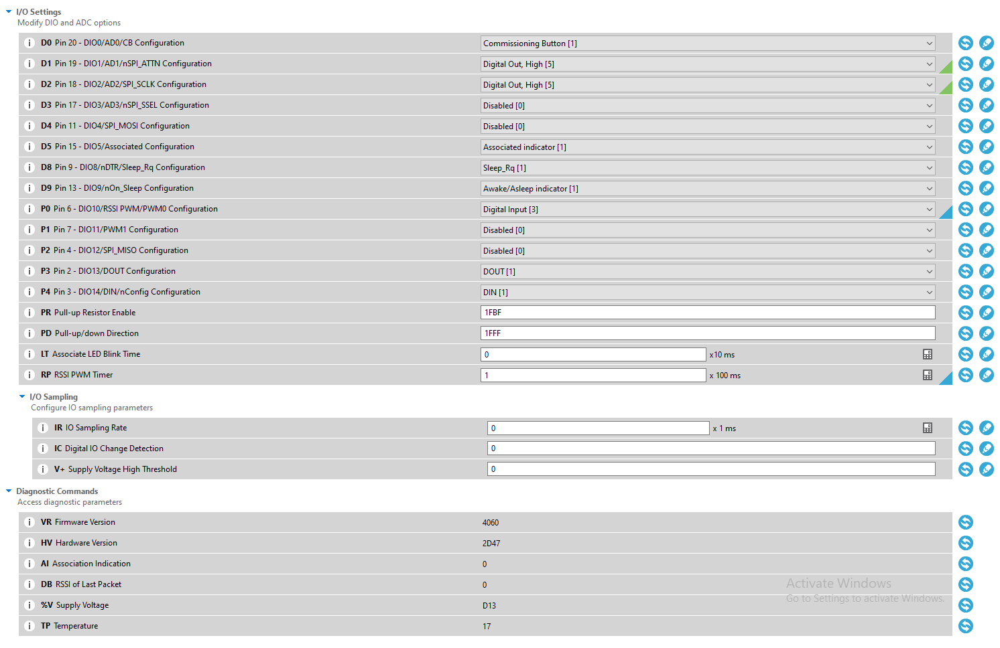 I/O Settings
Modify DIO and ADC options
i D0 Pin 20 - DIO0/AD0/CB Configuration Commissioning Button [1]
i D1 Pin 19 - DIO1/AD1/nSPI_ATTN Configuration Digital Out, High [5]
i D2 Pin 18 - DIO2/AD2/SPI_SCLK Configuration Digital Out, High [5]
i D3 Pin 17 - DIO3/AD3/nSPI_SSEL Configuration Disabled [0]
i D4 Pin 11 - DIO4/SPI_MOSI Configuration Disabled [0]
i D5 Pin 15 - DIO5/Associated Configuration Associated indicator [1]
i D8 Pin 9 - DIO8/nDTR/Sleep_Rq Configuration Sleep_Rq [1]
i D9 Pin 13 - DIO9/nOn_Sleep Configuration Awake/Asleep indicator [1]
i P0 Pin 6 - DIO10/RSSI PWM/PWM0 Configuration Digital Input [3]
i P1 Pin 7 - DIO11/PWM1 Configuration Disabled [0]
i P2 Pin 4 - DIO12/SPI_MISO Configuration Disabled [0]
i P3 Pin 2 - DIO13/DOUT Configuration DOUT [1]
i P4 Pin 3 - DIO14/DIN/nConfig Configuration DIN [1]
i PR Pull-up Resistor Enable 1FBF
i PD Pull-up/down Direction 1FFF
i LT Associate LED Blink Time 0 x10 ms
i RP RSSI PWM Timer 1 x 100 ms
I/O Sampling
Configure IO sampling parameters
i IR IO Sampling Rate 0 x 1 ms
i IC Digital IO Change Detection 0
i V+ Supply Voltage High Threshold 0
Diagnostic Commands
Access diagnostic parameters
i VR Firmware Version 4060
i HV Hardware Version 2D47
i AI Association Indication 0
i DB RSSI of Last Packet 0
i %V Supply Voltage D13
i TP Temperature 17
Activate Windows
Go to Settings to activate Windows.